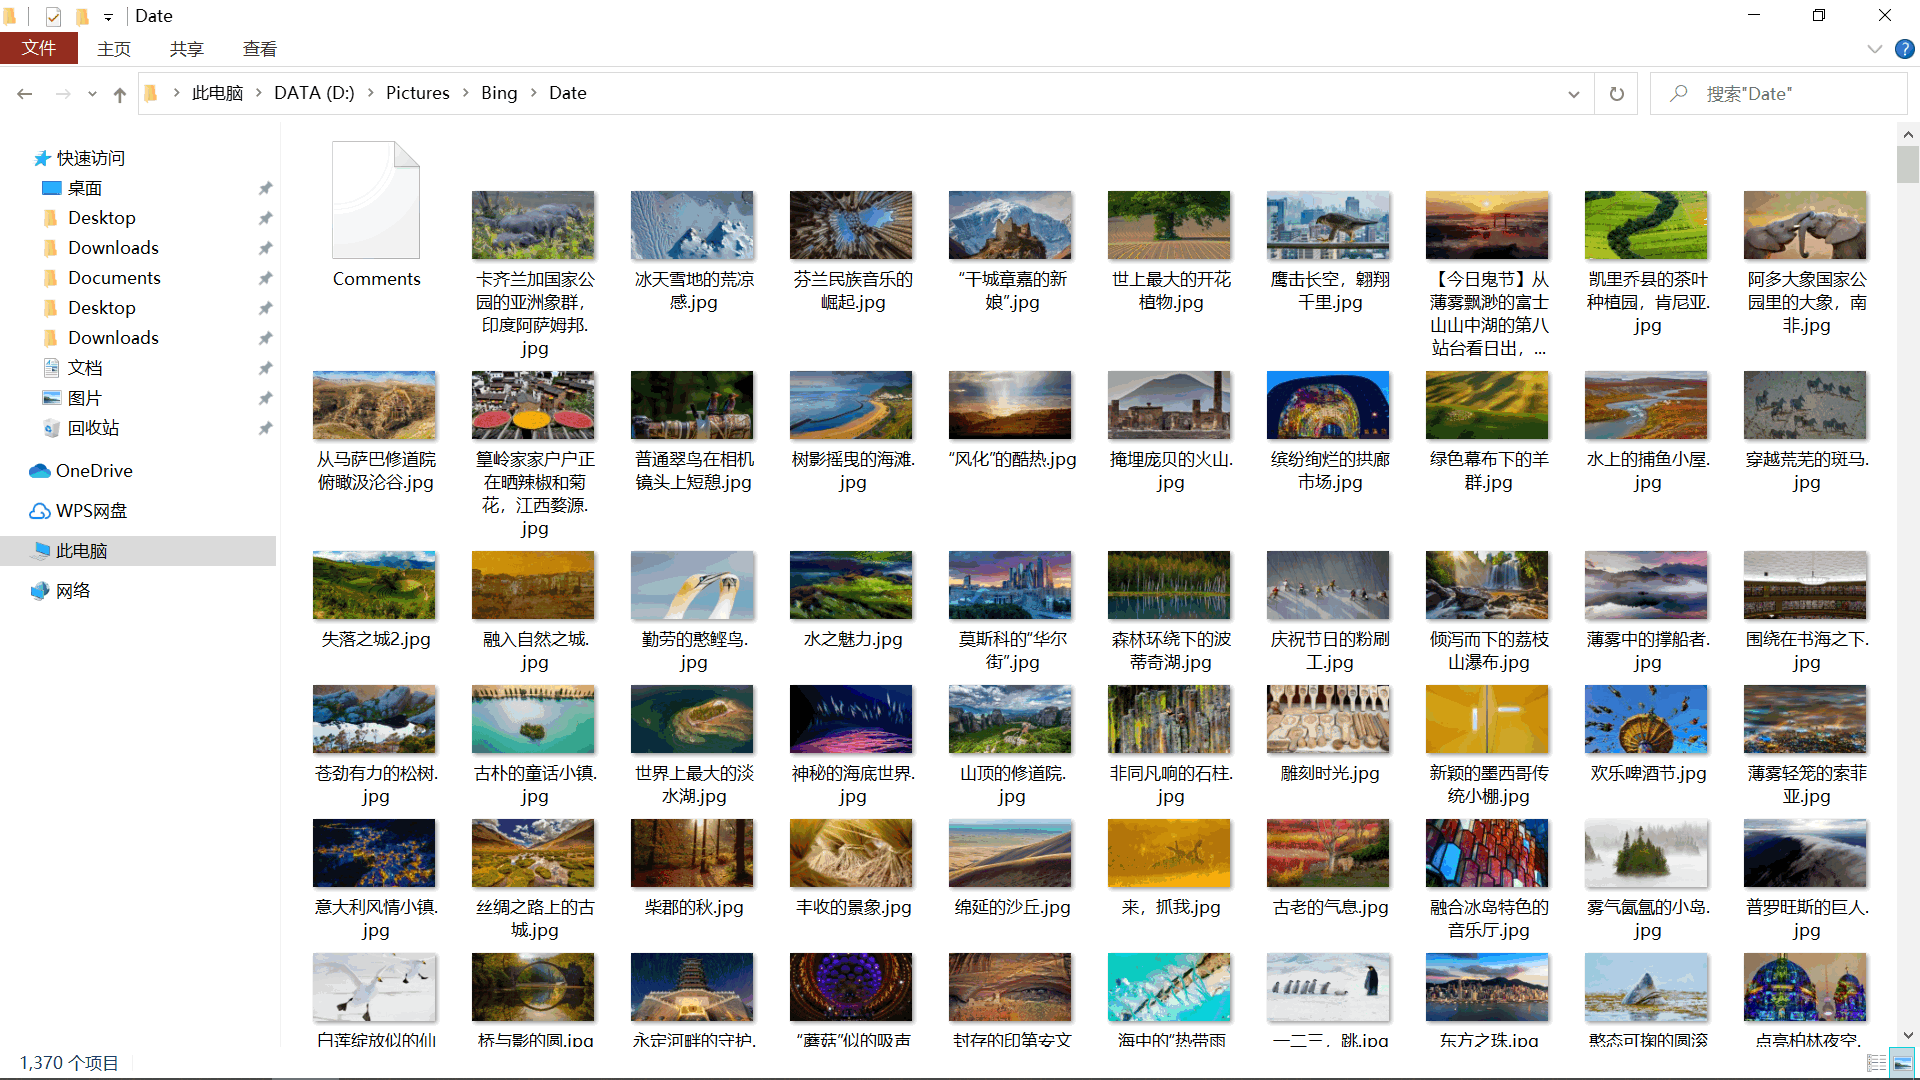 Date
文件 主页 共享 查看
此电脑 DATA (D:) Pictures Bing Date
搜索"Date"
快速访问
桌面
Desktop
Downloads
Documents
Desktop
Downloads
文档
图片
回收站
OneDrive
WPS网盘
此电脑
网络
Comments
卡齐兰加国家公
园的亚洲象群，
印度阿萨姆邦.
jpg
冰天雪地的荒凉
感.jpg
芬兰民族音乐的
崛起.jpg
“干城章嘉的新
娘”.jpg
世上最大的开花
植物.jpg
鹰击长空，翱翔
千里.jpg
【今日鬼节】从
薄雾飘渺的富士
山山中湖的第八
站台看日出，...
凯里乔县的茶叶
种植园，肯尼亚.
jpg
阿多大象国家公
园里的大象，南
非.jpg
从马萨巴修道院
俯瞰汲沦谷.jpg
篁岭家家户户正
在晒辣椒和菊
花，江西婺源.
jpg
普通翠鸟在相机
镜头上短憩.jpg
树影摇曳的海滩.
jpg
“风化”的酷热.jpg
掩埋庞贝的火山.
jpg
缤纷绚烂的拱廊
市场.jpg
绿色幕布下的羊
群.jpg
水上的捕鱼小屋.
jpg
穿越荒芜的斑马.
jpg
失落之城2.jpg
融入自然之城.
jpg
勤劳的憨鲣鸟.
jpg
水之魅力.jpg
莫斯科的“华尔
街”.jpg
森林环绕下的波
蒂奇湖.jpg
庆祝节日的粉刷
工.jpg
倾泻而下的荔枝
山瀑布.jpg
薄雾中的撑船者.
jpg
围绕在书海之下.
jpg
苍劲有力的松树.
jpg
古朴的童话小镇.
jpg
世界上最大的淡
水湖.jpg
神秘的海底世界.
jpg
山顶的修道院.
jpg
非同凡响的石柱.
jpg
雕刻时光.jpg
新颖的墨西哥传
统小棚.jpg
欢乐啤酒节.jpg
薄雾轻笼的索菲
亚.jpg
意大利风情小镇.
jpg
丝绸之路上的古
城.jpg
柴郡的秋.jpg
丰收的景象.jpg
绵延的沙丘.jpg
来，抓我.jpg
古老的气息.jpg
融合冰岛特色的
音乐厅.jpg
雾气氤氲的小岛.
jpg
普罗旺斯的巨人.
jpg
白莲绽放似的仙
桥与影的圆.jpg
永定河畔的守护.
“蘑菇”似的吸声
封存的印第安文
海中的“热带雨
一二三，跳.jpg
东方之珠.jpg
憨态可掬的圆滚
点亮柏林夜空.
1,370 个项目